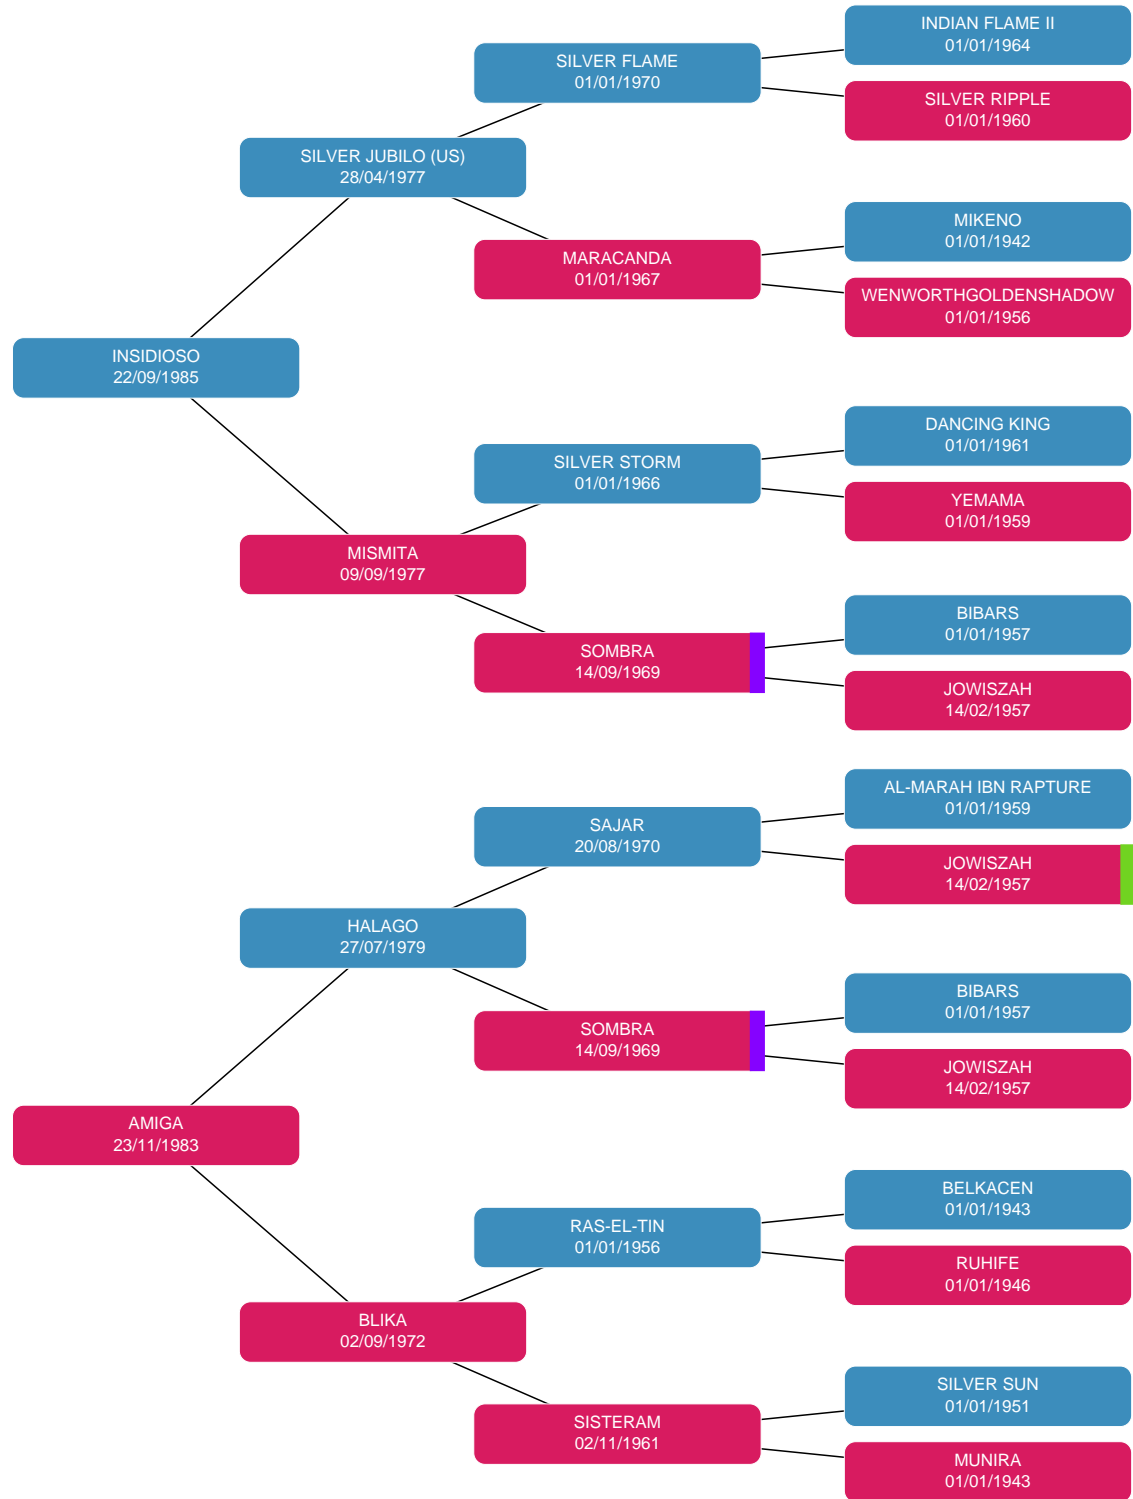 INDIAN FLAME II
01/01/1964
SILVER FLAME
01/01/1970
SILVER RIPPLE
01/01/1960
SILVER JUBILO (US)
28/04/1977
MIKENO
01/01/1942
MARACANDA
01/01/1967
WENWORTHGOLDENSHADOW
01/01/1956
INSIDIOSO
22/09/1985
DANCING KING
01/01/1961
SILVER STORM
01/01/1966
YEMAMA
01/01/1959
MISMITA
09/09/1977
BIBARS
01/01/1957
SOMBRA
14/09/1969
JOWISZAH
14/02/1957
AL-MARAH IBN RAPTURE
01/01/1959
SAJAR
20/08/1970
JOWISZAH
14/02/1957
HALAGO
27/07/1979
BIBARS
01/01/1957
SOMBRA
14/09/1969
JOWISZAH
14/02/1957
AMIGA
23/11/1983
BELKACEN
01/01/1943
RAS-EL-TIN
01/01/1956
RUHIFE
01/01/1946
BLIKA
02/09/1972
SILVER SUN
01/01/1951
SISTERAM
02/11/1961
MUNIRA
01/01/1943